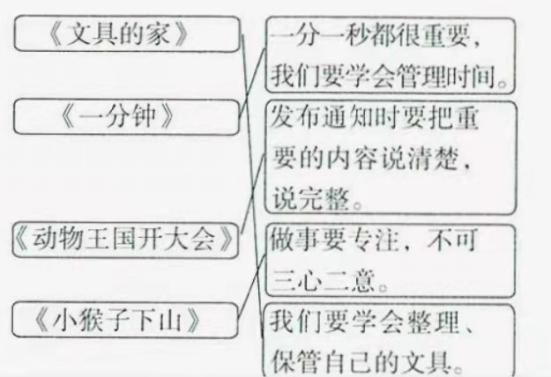 《文具的家》
《一分钟》
《动物王国开大会》
《小猴子下山》
一分一秒都很重要，
我们要学会管理时间。
发布通知时要把重
要的内容说清楚，
说完整。
做事要专注，不可
三心二意。
我们要学会整理、
保管自己的文具。